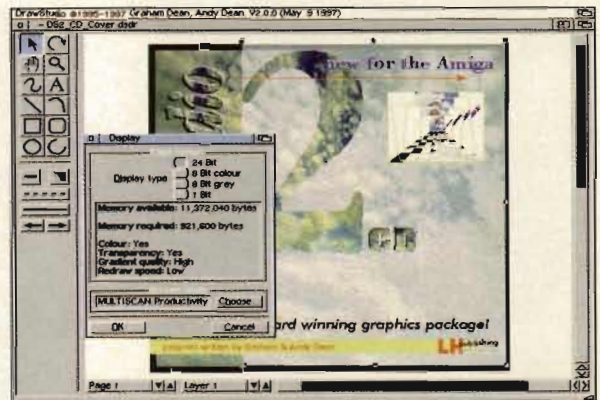 DrawStudio ©1995-1997 Graham Dean, Andy Dean V2.0.0 (May 9 1997)
DS2_CD_Cover.dsdr
new for the Amiga
tio
2
CD
Display
Display type
24 Bit
8 Bit colour
8 Bit grey
1 Bit
Memory available: 11,372,040 bytes
Memory required: 921,600 bytes
Colour: Yes
Transparency: Yes
Gradient quality: High
Redraw speed: Low
MULTISCAN:Productivity
Choose...
OK
Cancel
ard winning graphics package!
LH publishing
Page 1
Layer 1
A